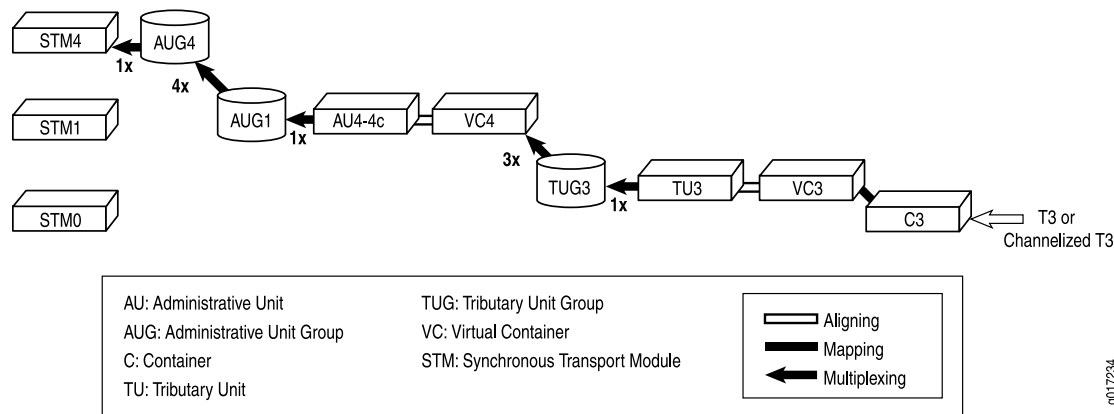 STM4
AUG4
1x
4x
STM1
AUG1
1x
AU4-4c
VC4
3x
STM0
TUG3
1x
TU3
VC3
C3
T3 or
Channelized T3
AU: Administrative Unit
AUG: Administrative Unit Group
C: Container
TU: Tributary Unit
TUG: Tributary Unit Group
VC: Virtual Container
STM: Synchronous Transport Module
Aligning
Mapping
Multiplexing
g017234